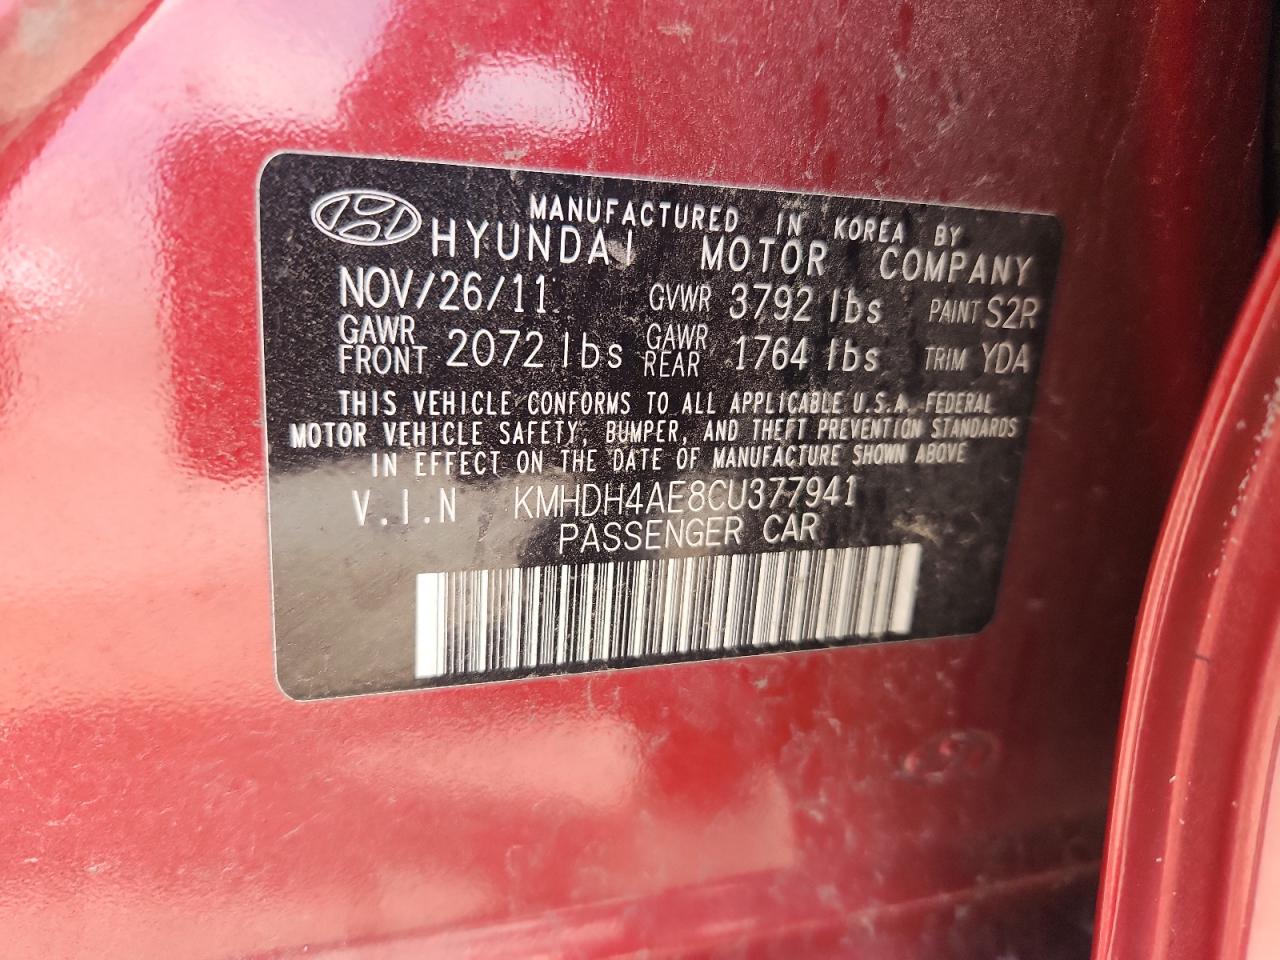 MANUFACTURED IN KOREA BY
HYUNDAI MOTOR COMPANY
NOV/26/11 GVWR 3792 lbs PAINT S2R
GAWR FRONT 2072 lbs GAWR REAR 1764 lbs TRIM YDA
THIS VEHICLE CONFORMS TO ALL APPLICABLE U.S.A. FEDERAL
MOTOR VEHICLE SAFETY, BUMPER, AND THEFT PREVENTION STANDARDS
IN EFFECT ON THE DATE OF MANUFACTURE SHOWN ABOVE
V.I.N KMHDH4AE8CU377941
PASSENGER CAR